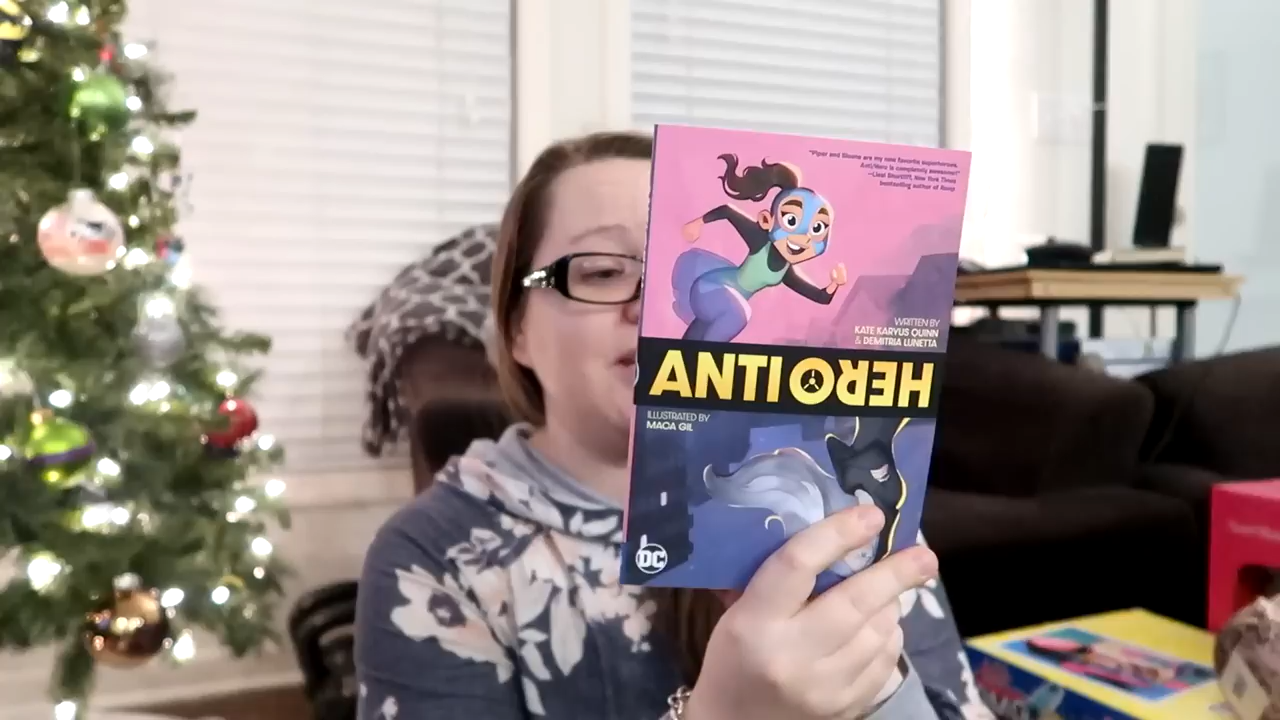 "Piper and Sloane are my new favorite superheroes.
Anti/Hero is completely awesome!"
—Liesl Shurtliff, New York Times
bestselling author of Rump
WRITTEN BY
KATE KARYUS QUINN
& DEMITRIA LUNETTA
ANTI HERO
ILLUSTRATED BY
MACA GIL
DC